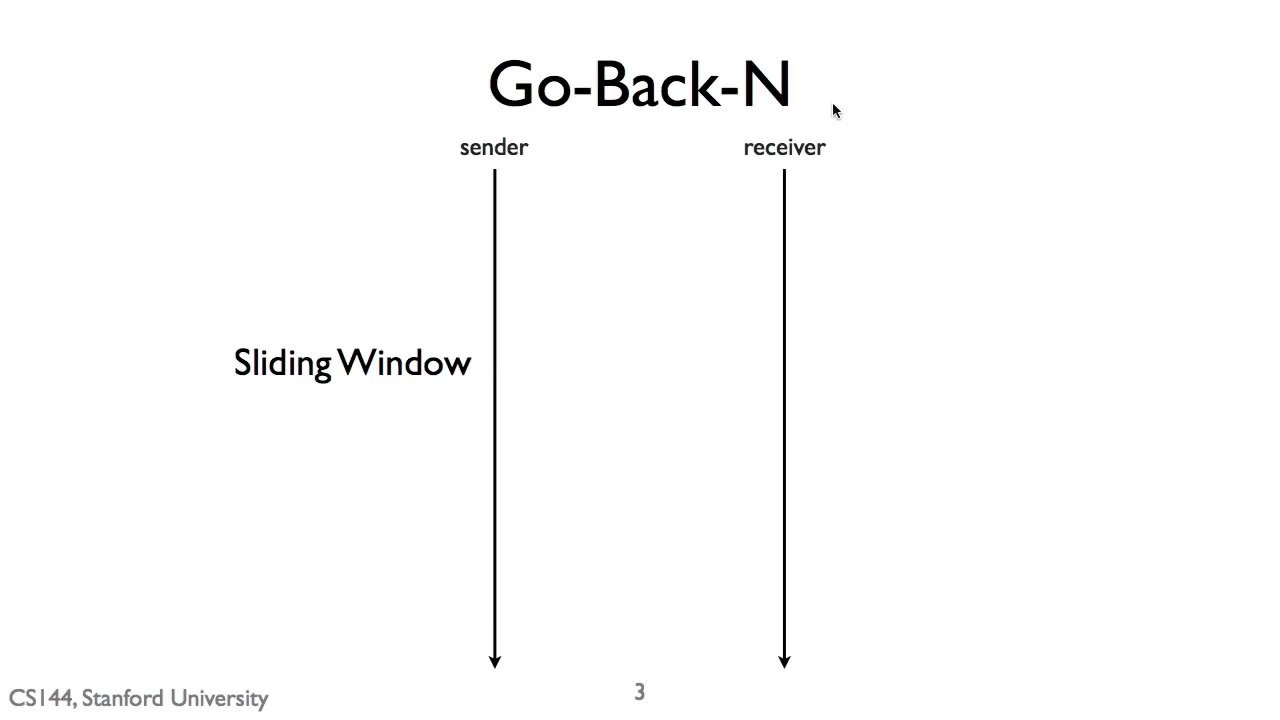 Go-Back-N
sender
receiver
Sliding Window
CS144, Stanford University
3